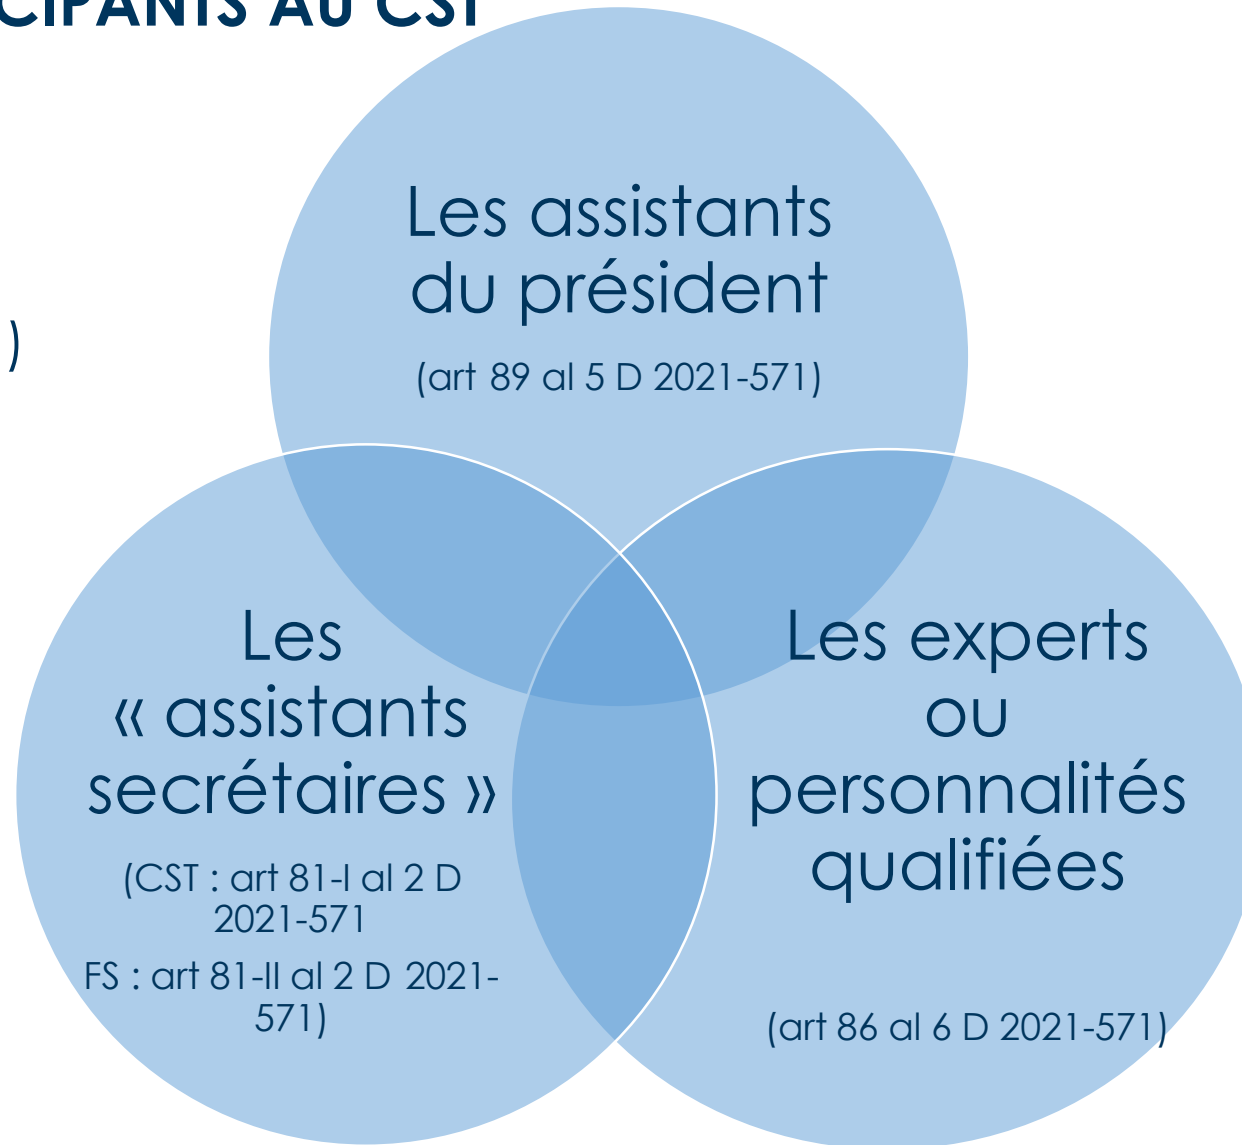 CIPANTS AU CST
Les assistants
du président
)
(art 89 al 5 D 2021-571)
Les
« assistants
secrétaires »
(CST : art 81-I al 2 D
2021-571
FS : art 81-II al 2 D 2021-
571)
Les experts
ou
personnalités
qualifiées
(art 86 al 6 D 2021-571)